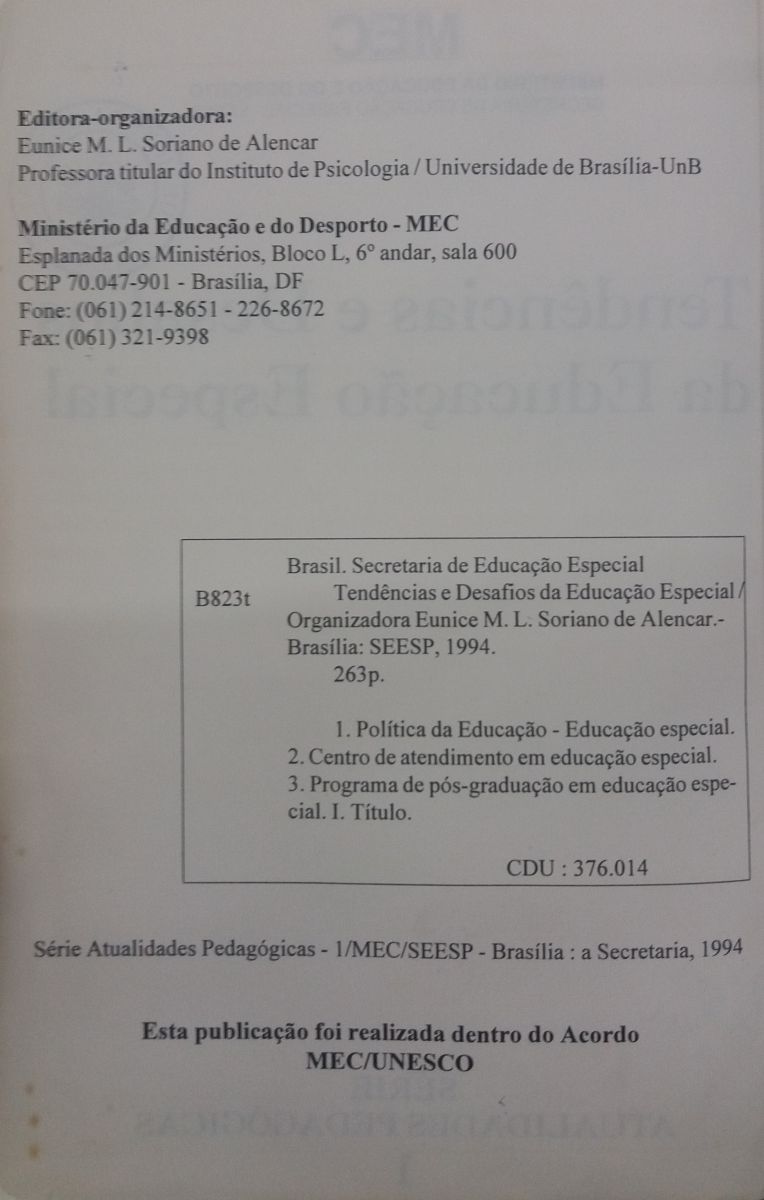 Editora-organizadora:
Eunice M. L. Soriano de Alencar
Professora titular do Instituto de Psicologia / Universidade de Brasília-UnB
Ministério da Educação e do Desporto - MEC
Esplanada dos Ministérios, Bloco L, 6º andar, sala 600
CEP 70.047-901 - Brasília, DF
Fone: (061) 214-8651 - 226-8672
Fax: (061) 321-9398
Brasil. Secretaria de Educação Especial
B823t
Tendências e Desafios da Educação Especial /
Organizadora Eunice M. L. Soriano de Alencar.-
Brasília: SEESP, 1994.
263p.
1. Política da Educação - Educação especial.
2. Centro de atendimento em educação especial.
3. Programa de pós-graduação em educação espe-
cial. I. Título.
CDU : 376.014
Série Atualidades Pedagógicas - 1/MEC/SEESP - Brasília : a Secretaria, 1994
Esta publicação foi realizada dentro do Acordo
MEC/UNESCO